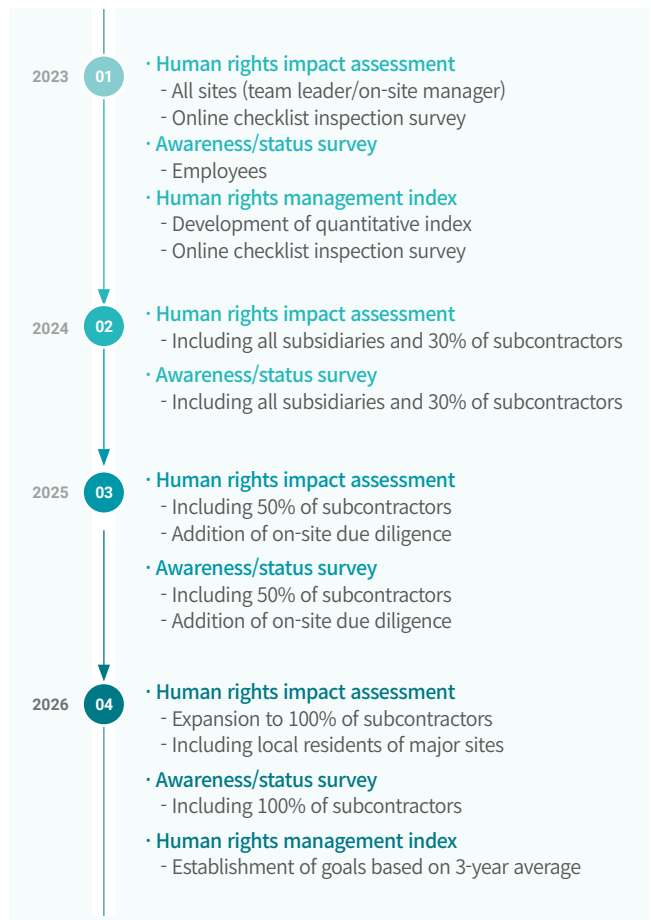 2023
01
· Human rights impact assessment
- All sites (team leader/on-site manager)
- Online checklist inspection survey
· Awareness/status survey
- Employees
· Human rights management index
- Development of quantitative index
- Online checklist inspection survey
2024
02
· Human rights impact assessment
- Including all subsidiaries and 30% of subcontractors
· Awareness/status survey
- Including all subsidiaries and 30% of subcontractors
2025
03
· Human rights impact assessment
- Including 50% of subcontractors
- Addition of on-site due diligence
· Awareness/status survey
- Including 50% of subcontractors
- Addition of on-site due diligence
2026
04
· Human rights impact assessment
- Expansion to 100% of subcontractors
- Including local residents of major sites
· Awareness/status survey
- Including 100% of subcontractors
· Human rights management index
- Establishment of goals based on 3-year average